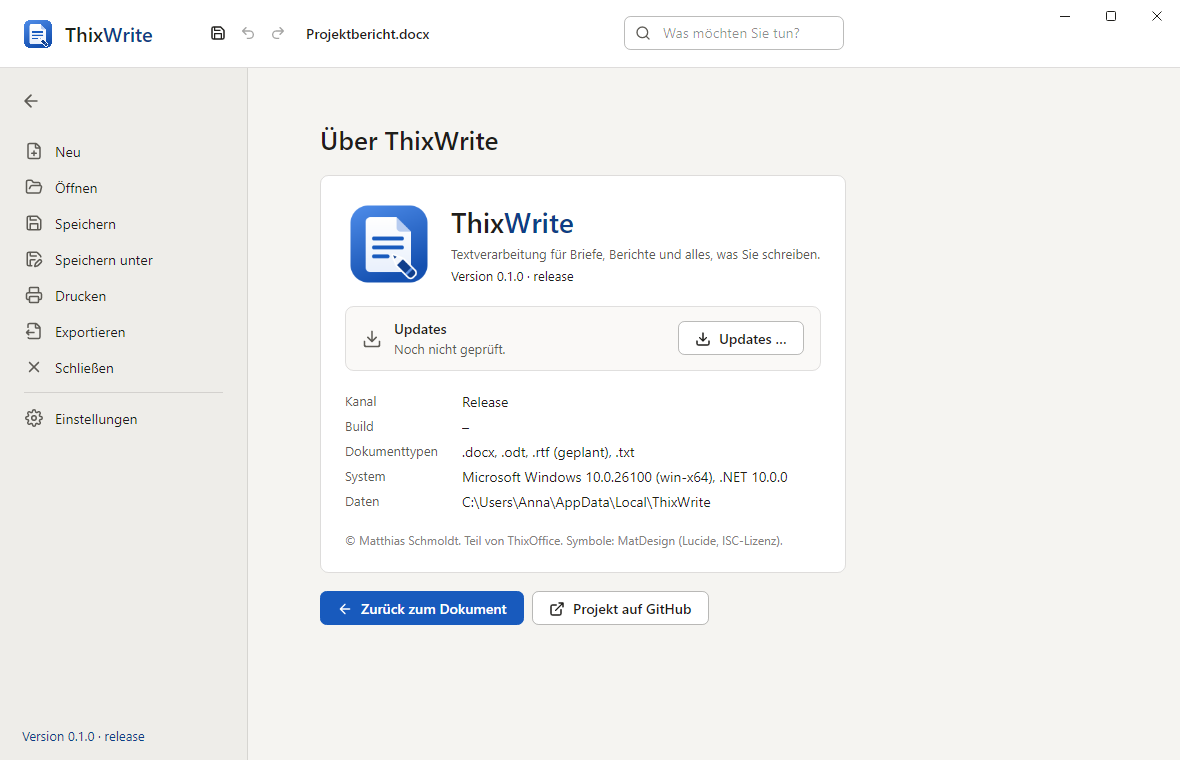 ThixWrite
Projektbericht.docx
Was möchten Sie tun?
Neu
Öffnen
Speichern
Speichern unter
Drucken
Exportieren
Schließen
Einstellungen
Version 0.1.0 · release
Über ThixWrite
ThixWrite
Textverarbeitung für Briefe, Berichte und alles, was Sie schreiben.
Version 0.1.0 · release
Updates
Noch nicht geprüft.
Updates ...
Kanal Release
Build –
Dokumenttypen .docx, .odt, .rtf (geplant), .txt
System Microsoft Windows 10.0.26100 (win-x64), .NET 10.0.0
Daten C:\Users\Anna\AppData\Local\ThixWrite
© Matthias Schmoldt. Teil von ThixOffice. Symbole: MatDesign (Lucide, ISC-Lizenz).
Zurück zum Dokument
Projekt auf GitHub